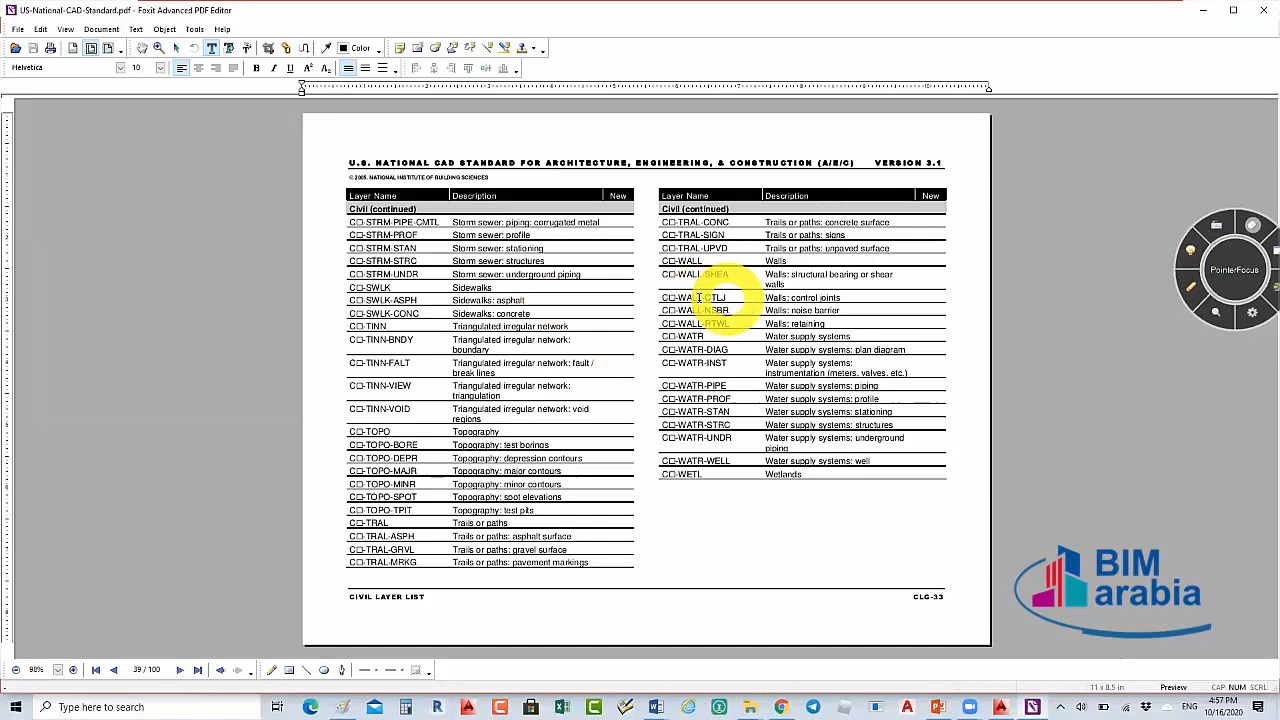 US-National-CAD-Standard.pdf - Foxit Advanced PDF Editor
File Edit View Document Text Object Tools Help
Color
Helvetica 10
U.S. NATIONAL CAD STANDARD FOR ARCHITECTURE, ENGINEERING, & CONSTRUCTION (A/E/C) VERSION 3.1
© 2005, NATIONAL INSTITUTE OF BUILDING SCIENCES
Layer Name Description New
Civil (continued)
C□-STRM-PIPE-CMTL Storm sewer: piping: corrugated metal
C□-STRM-PROF Storm sewer: profile
C□-STRM-STAN Storm sewer: stationing
C□-STRM-STRC Storm sewer: structures
C□-STRM-UNDR Storm sewer: underground piping
C□-SWLK Sidewalks
C□-SWLK-ASPH Sidewalks: asphalt
C□-SWLK-CONC Sidewalks: concrete
C□-TINN Triangulated irregular network
C□-TINN-BNDY Triangulated irregular network:
boundary
C□-TINN-FALT Triangulated irregular network: fault /
break lines
C□-TINN-VIEW Triangulated irregular network:
triangulation
C□-TINN-VOID Triangulated irregular network: void
regions
C□-TOPO Topography
C□-TOPO-BORE Topography: test borings
C□-TOPO-DEPR Topography: depression contours
C□-TOPO-MAJR Topography: major contours
C□-TOPO-MINR Topography: minor contours
C□-TOPO-SPOT Topography: spot elevations
C□-TOPO-TPIT Topography: test pits
C□-TRAL Trails or paths
C□-TRAL-ASPH Trails or paths: asphalt surface
C□-TRAL-GRVL Trails or paths: gravel surface
C□-TRAL-MRKG Trails or paths: pavement markings
Layer Name Description New
Civil (continued)
C□-TRAL-CONC Trails or paths: concrete surface
C□-TRAL-SIGN Trails or paths: signs
C□-TRAL-UPVD Trails or paths: unpaved surface
C□-WALL Walls
C□-WALL-SHEA Walls: structural bearing or shear
walls
C□-WALL-CTLJ Walls: control joints
C□-WALL-NSBR Walls: noise barrier
C□-WALL-RTWL Walls: retaining
C□-WATR Water supply systems
C□-WATR-DIAG Water supply systems: plan diagram
C□-WATR-INST Water supply systems:
instrumentation (meters, valves, etc.)
C□-WATR-PIPE Water supply systems: piping
C□-WATR-PROF Water supply systems: profile
C□-WATR-STAN Water supply systems: stationing
C□-WATR-STRC Water supply systems: structures
C□-WATR-UNDR Water supply systems: underground
piping
C□-WATR-WELL Water supply systems: well
C□-WETL Wetlands
CIVIL LAYER LIST CLG-33
PointerFocus
BIM
arabia
98% 39 / 100
11 x 8.5 in Preview CAP NUM SCRL
Type here to search
ENG
4:57 PM
10/16/2020